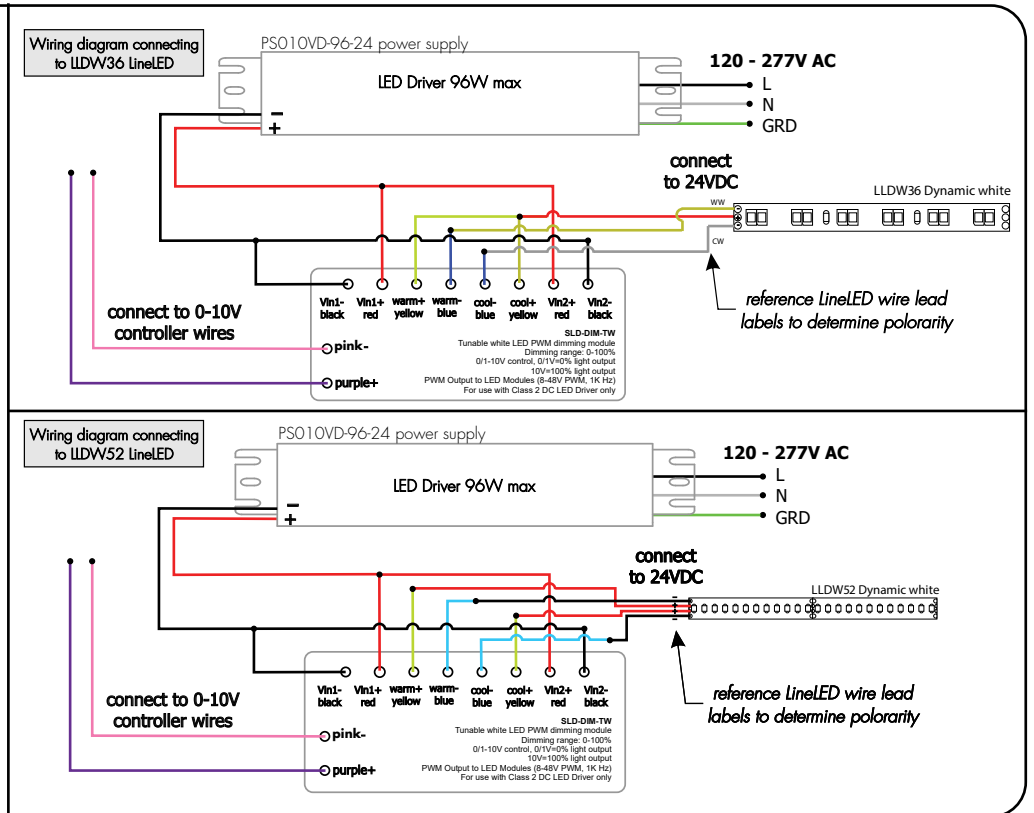 Wiring diagram connecting
to LLDW36 LineLED
PS010VD-96-24 power supply
LED Driver 96W max
120 - 277V AC
L
N
GRD
−
+
connect
to 24VDC
LLDW36 Dynamic white
WW
CW
reference LineLED wire lead
labels to determine polorarity
connect to 0-10V
controller wires
Vin1- Vin1+ warm+ warm- cool- cool+ Vin2+ Vin2-
black red yellow blue blue yellow red black
pink-
purple+
SLD-DIM-TW
Tunable white LED PWM dimming module
Dimming range: 0-100%
0/1-10V control, 0/1V=0% light output
10V=100% light output
PWM Output to LED Modules (8-48V PWM, 1K Hz)
For use with Class 2 DC LED Driver only
Wiring diagram connecting
to LLDW52 LineLED
PS010VD-96-24 power supply
LED Driver 96W max
120 - 277V AC
L
N
GRD
−
+
connect
to 24VDC
LLDW52 Dynamic white
-
+
+
-
reference LineLED wire lead
labels to determine polorarity
connect to 0-10V
controller wires
Vin1- Vin1+ warm+ warm- cool- cool+ Vin2+ Vin2-
black red yellow blue blue yellow red black
pink-
purple+
SLD-DIM-TW
Tunable white LED PWM dimming module
Dimming range: 0-100%
0/1-10V control, 0/1V=0% light output
10V=100% light output
PWM Output to LED Modules (8-48V PWM, 1K Hz)
For use with Class 2 DC LED Driver only